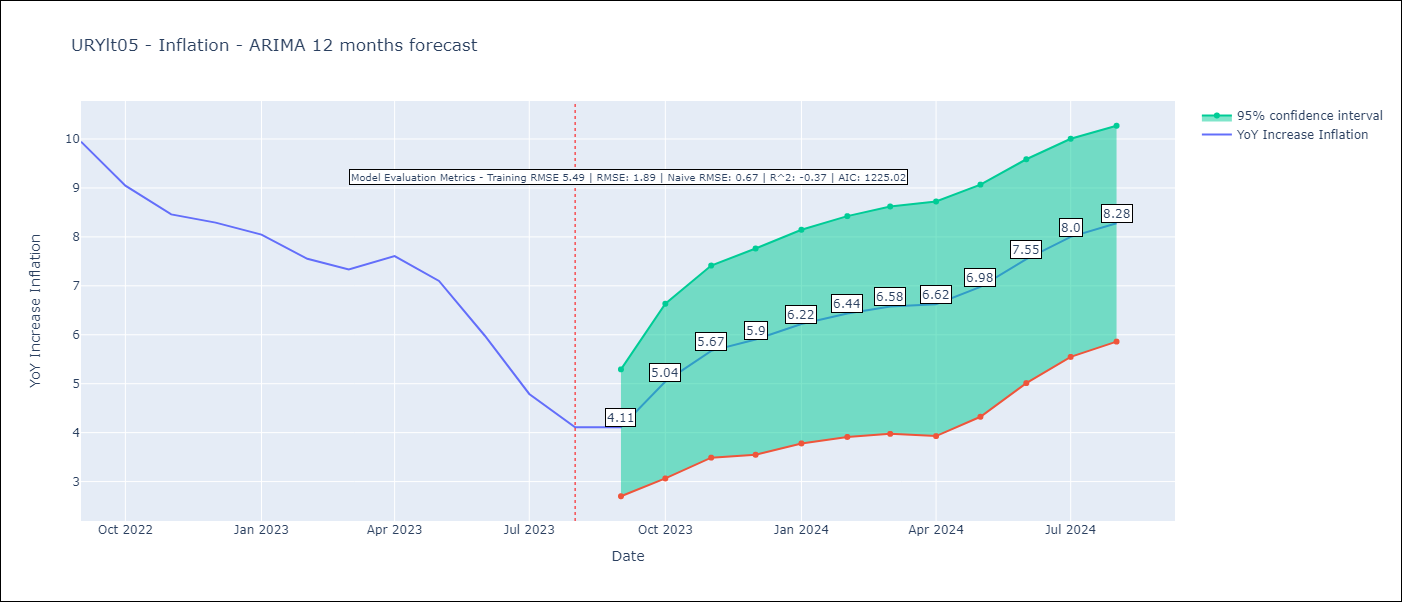 URYlt05 - Inflation - ARIMA 12 months forecast
95% confidence interval
YoY Increase Inflation
Model Evaluation Metrics - Training RMSE 5.49 | RMSE: 1.89 | Naive RMSE: 0.67 | R^2: -0.37 | AIC: 1225.02
YoY Increase Inflation
10
9
8
7
6
5
4
3
4.11
5.04
5.67
5.9
6.22
6.44
6.58
6.62
6.98
7.55
8.0
8.28
Oct 2022
Jan 2023
Apr 2023
Jul 2023
Oct 2023
Jan 2024
Apr 2024
Jul 2024
Date